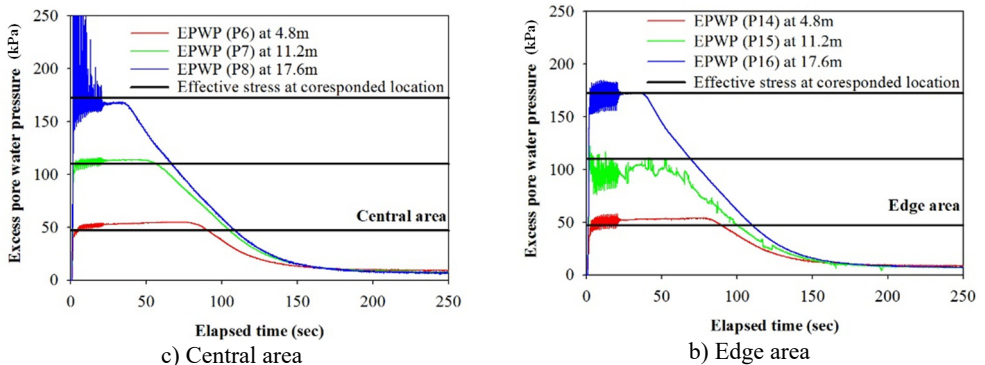 Excess pore water pressure (kPa)
250
200
150
100
50
0
EPWP (P6) at 4.8m
EPWP (P7) at 11.2m
EPWP (P8) at 17.6m
Effective stress at coresponded location
Central area
0 50 100 150 200 250
Elapsed time (sec)
c) Central area
Excess pore water pressure (kPa)
250
200
150
100
50
0
EPWP (P14) at 4.8m
EPWP (P15) at 11.2m
EPWP (P16) at 17.6m
Effective stress at coresponded location
Edge area
0 50 100 150 200 250
Elapsed time (sec)
b) Edge area